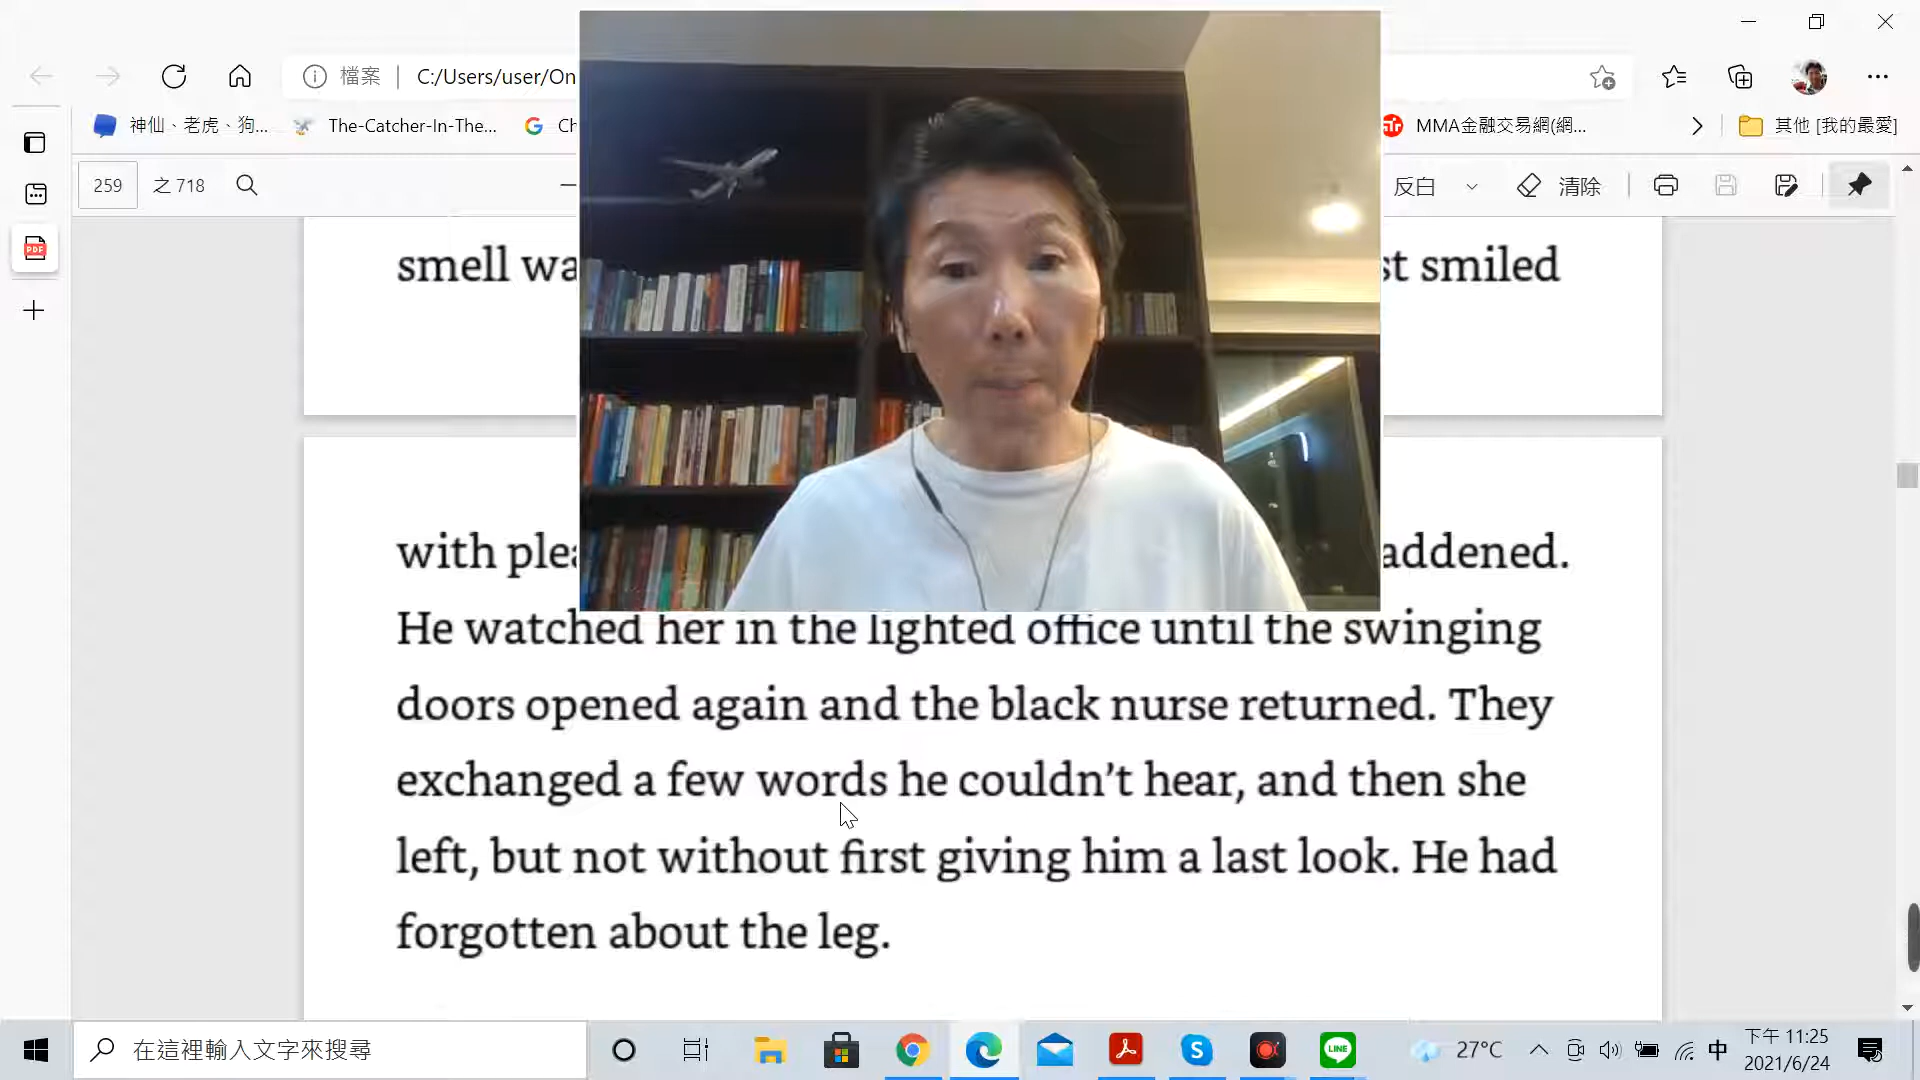 檔案
C:/Users/user/On
神仙、老虎、狗...
The-Catcher-In-The...
Ch
MMA金融交易網(網...
其他 [我的最愛]
259
之 718
反白
清除
smell wa
st smiled
with plea
addened.
He watched her in the lighted office until the swinging
doors opened again and the black nurse returned. They
exchanged a few words he couldn't hear, and then she
left, but not without first giving him a last look. He had
forgotten about the leg.
在這裡輸入文字來搜尋
27°C
中
下午 11:25
2021/6/24